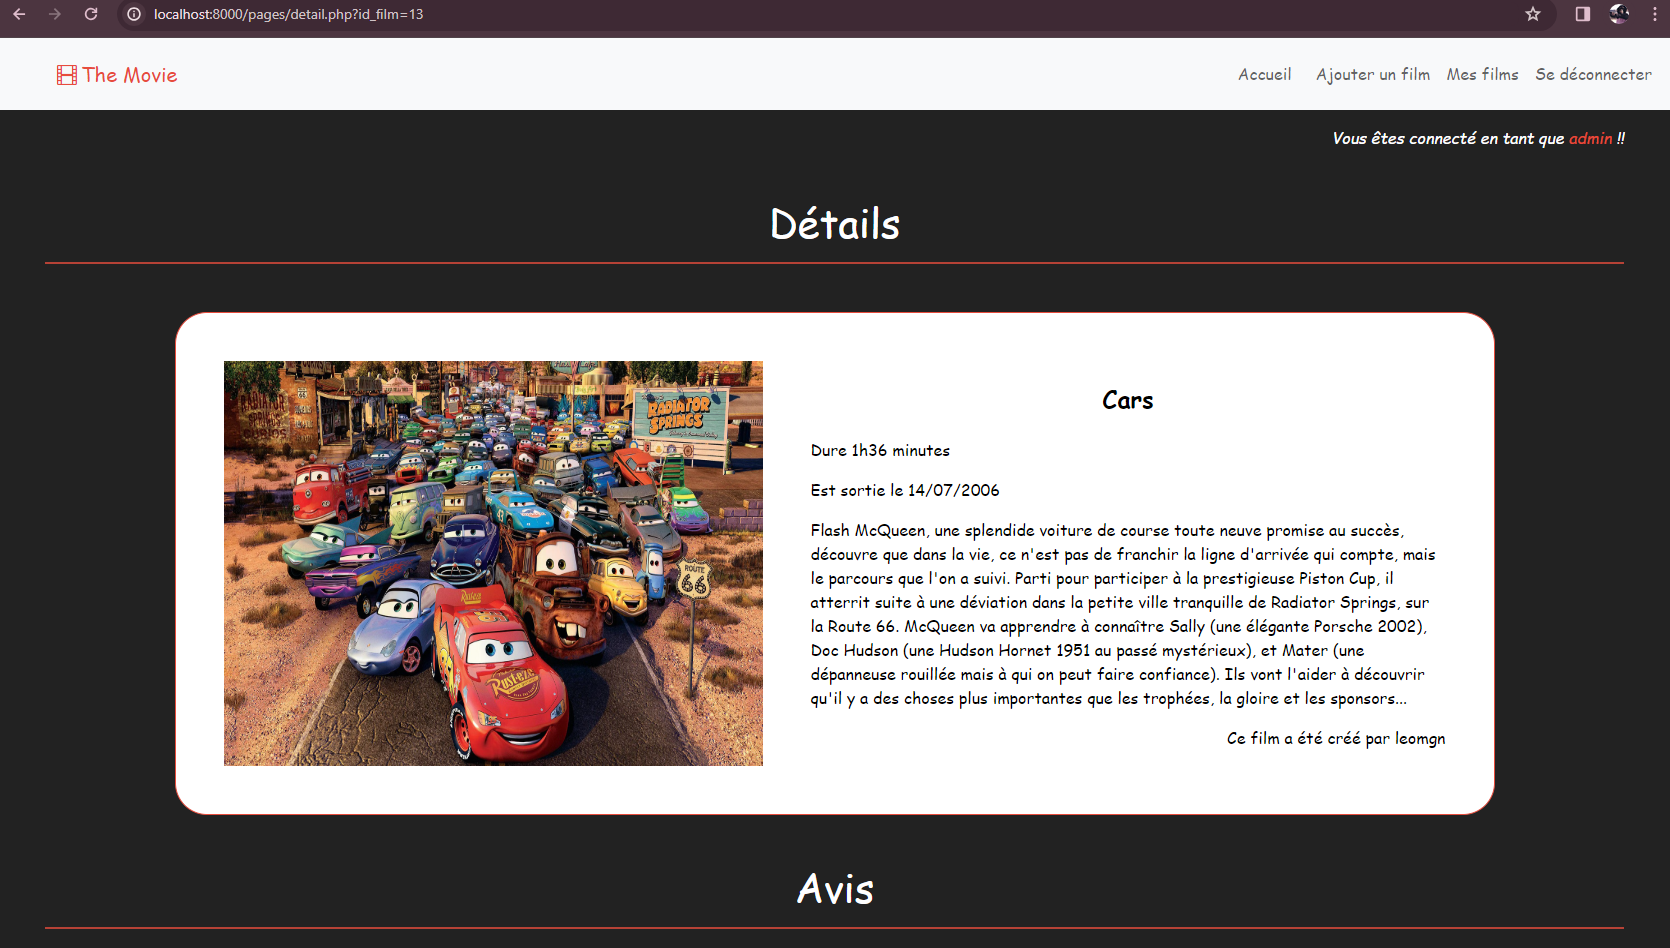 localhost:8000/pages/detail.php?id_film=13
The Movie
Accueil
Ajouter un film
Mes films
Se déconnecter
Vous êtes connecté en tant que admin !!
Détails
RADIATOR
SPRINGS
ROUTE
66
Rust-eze
Cars
Dure 1h36 minutes
Est sortie le 14/07/2006
Flash McQueen, une splendide voiture de course toute neuve promise au succès,
découvre que dans la vie, ce n'est pas de franchir la ligne d'arrivée qui compte, mais
le parcours que l'on a suivi. Parti pour participer à la prestigieuse Piston Cup, il
atterrit suite à une déviation dans la petite ville tranquille de Radiator Springs, sur
la Route 66. McQueen va apprendre à connaître Sally (une élégante Porsche 2002),
Doc Hudson (une Hudson Hornet 1951 au passé mystérieux), et Mater (une
dépanneuse rouillée mais à qui on peut faire confiance). Ils vont l'aider à découvrir
qu'il y a des choses plus importantes que les trophées, la gloire et les sponsors...
Ce film a été créé par leomgn
Avis